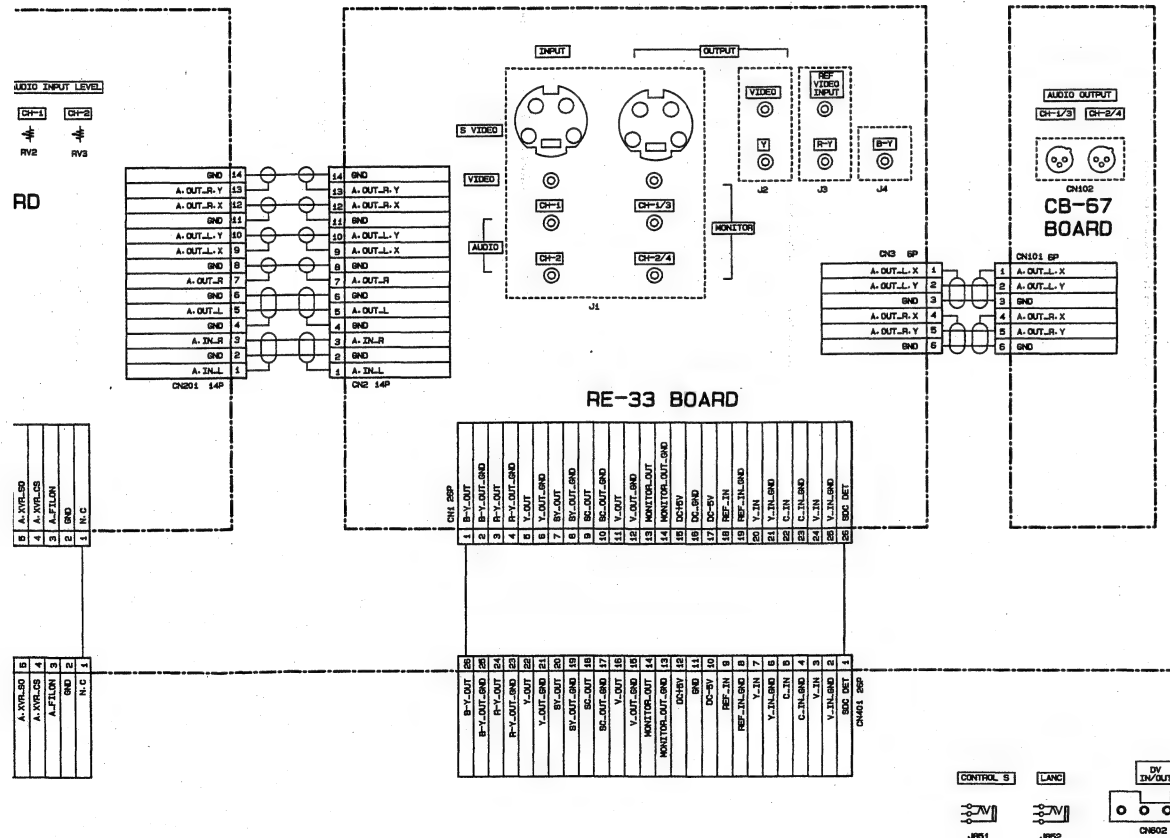 INPUT
OUTPUT
AUDIO INPUT LEVEL
CH-1 CH-2
RV2 RV3
RD
S VIDEO
VIDEO
AUDIO
CH-1
CH-2
CH-1/3
CH-2/4
MONITOR
J1
VIDEO
Y
J2
REF VIDEO INPUT
R-Y
J3
B-Y
J4
AUDIO OUTPUT
CH-1/3 CH-2/4
CN102
CB-67
BOARD
GND 14 14 GND
A.OUT_R.Y 13 13 A.OUT_R.Y
A.OUT_R.X 12 12 A.OUT_R.X
GND 11 11 GND
A.OUT_L.Y 10 10 A.OUT_L.Y
A.OUT_L.X 9 9 A.OUT_L.X
GND 8 8 GND
A.OUT_R 7 7 A.OUT_R
GND 6 6 GND
A.OUT_L 5 5 A.OUT_L
GND 4 4 GND
A.IN_R 3 3 A.IN_R
GND 2 2 GND
A.IN_L 1 1 A.IN_L
CN201 14P
CN2 14P
CN3 6P
CN101 6P
A.OUT_L.X 1 1 A.OUT_L.X
A.OUT_L.Y 2 2 A.OUT_L.Y
GND 3 3 GND
A.OUT_R.X 4 4 A.OUT_R.X
A.OUT_R.Y 5 5 A.OUT_R.Y
GND 6 6 GND
RE-33 BOARD
5 A.XVR_SO
4 A.XVR_CS
3 A_FILON
2 GND
1 N.C
CN1 26P
1 B-Y_OUT
2 B-Y_OUT_GND
3 R-Y_OUT
4 R-Y_OUT_GND
5 Y_OUT
6 Y_OUT_GND
7 SY_OUT
8 SY_OUT_GND
9 SC_OUT
10 SC_OUT_GND
11 V_OUT
12 V_OUT_GND
13 MONITOR_OUT
14 MONITOR_OUT_GND
15 DC+5V
16 DC_GND
17 DC-5V
18 REF_IN
19 REF_IN_GND
20 Y_IN
21 Y_IN_GND
22 C_IN
23 C_IN_GND
24 V_IN
25 V_IN_GND
26 SDC DET
5 A.XVR_SO
4 A.XVR_CS
3 A_FILON
2 GND
1 N.C
26 B-Y_OUT
25 B-Y_OUT_GND
24 R-Y_OUT
23 R-Y_OUT_GND
22 Y_OUT
21 Y_OUT_GND
20 SY_OUT
19 SY_OUT_GND
18 SC_OUT
17 SC_OUT_GND
16 V_OUT
15 V_OUT_GND
14 MONITOR_OUT
13 MONITOR_OUT_GND
12 DC+5V
11 GND
10 DC-5V
9 REF_IN
8 REF_IN_GND
7 Y_IN
6 Y_IN_GND
5 C_IN
4 C_IN_GND
3 V_IN
2 V_IN_GND
1 SDC DET
CN401 26P
CONTROL S
J851
LANC
J852
DV
IN/OUT
CN602